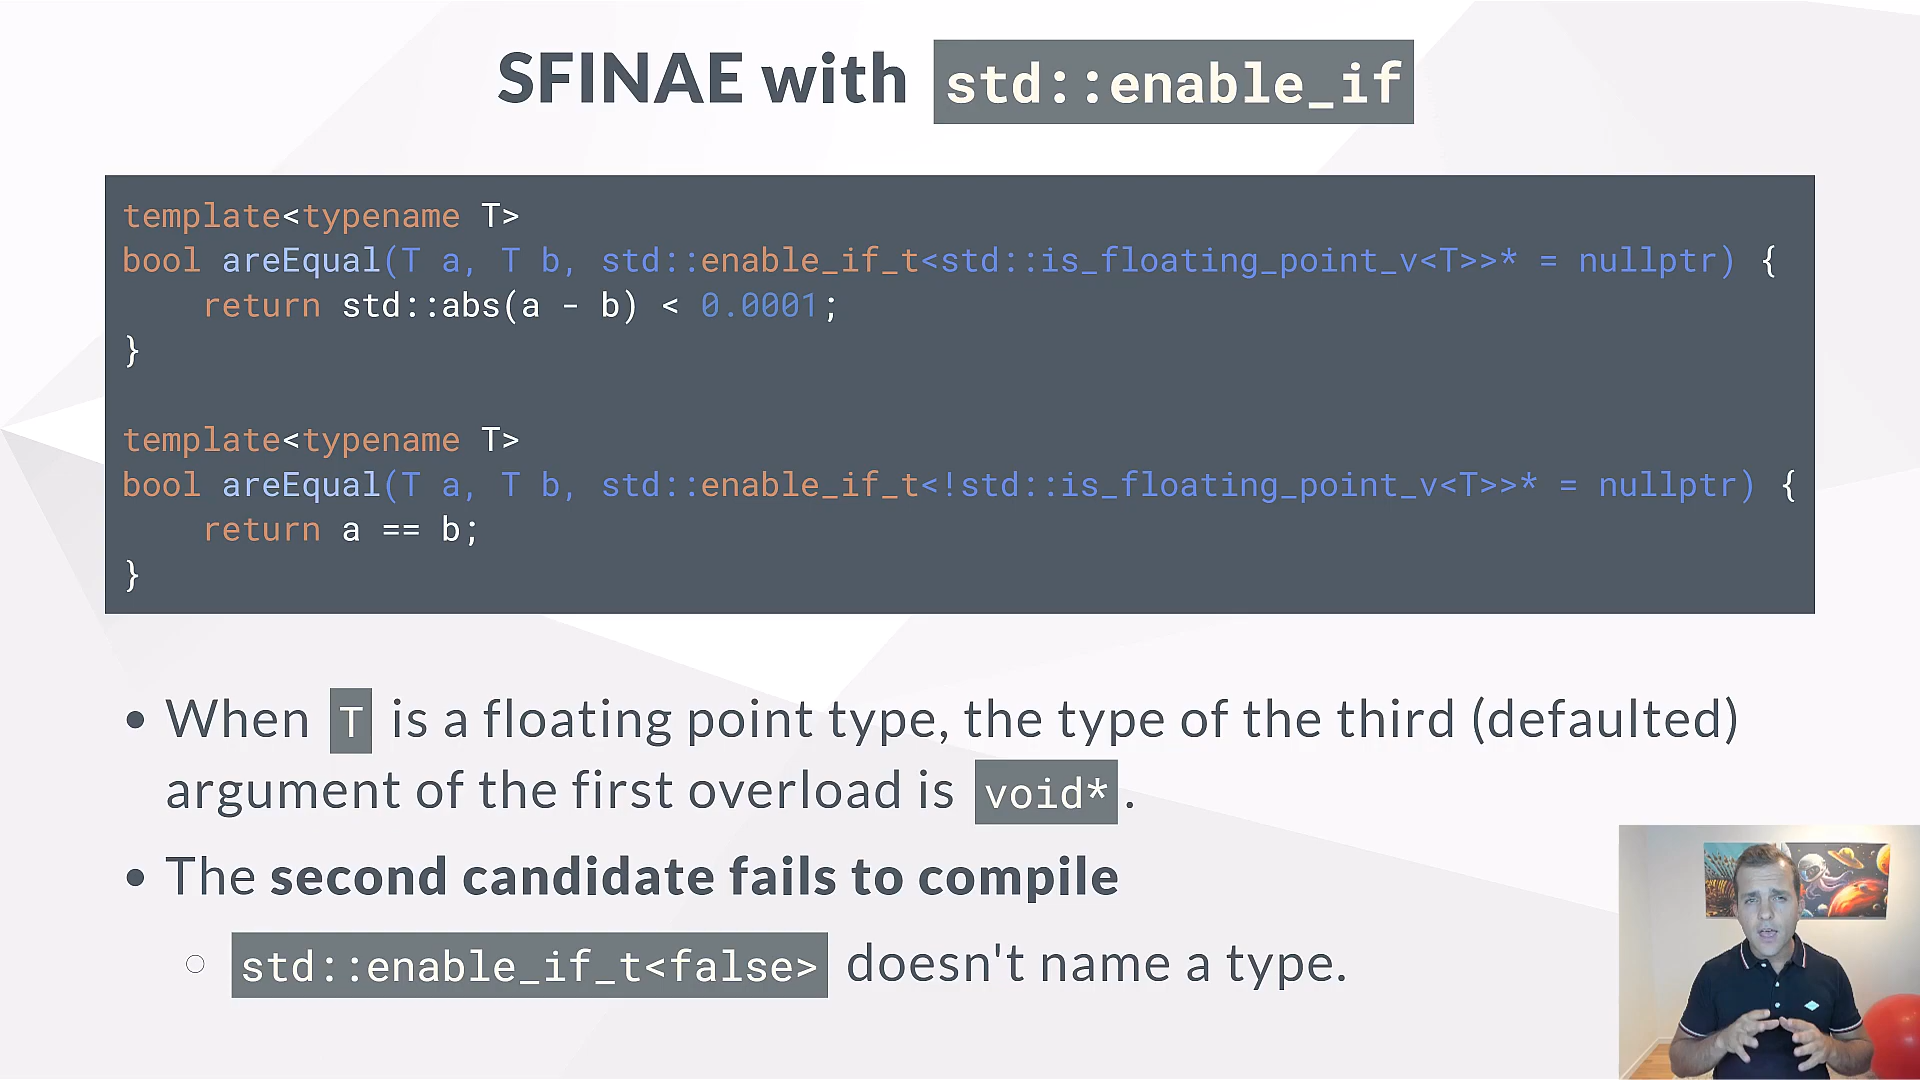 SFINAE with std::enable_if
template<typename T>
bool areEqual(T a, T b, std::enable_if_t<std::is_floating_point_v<T>>* = nullptr) {
    return std::abs(a - b) < 0.0001;
}
template<typename T>
bool areEqual(T a, T b, std::enable_if_t<!std::is_floating_point_v<T>>* = nullptr) {
    return a == b;
}
• When T is a floating point type, the type of the third (defaulted)
argument of the first overload is void*.
• The second candidate fails to compile
○ std::enable_if_t<false> doesn't name a type.